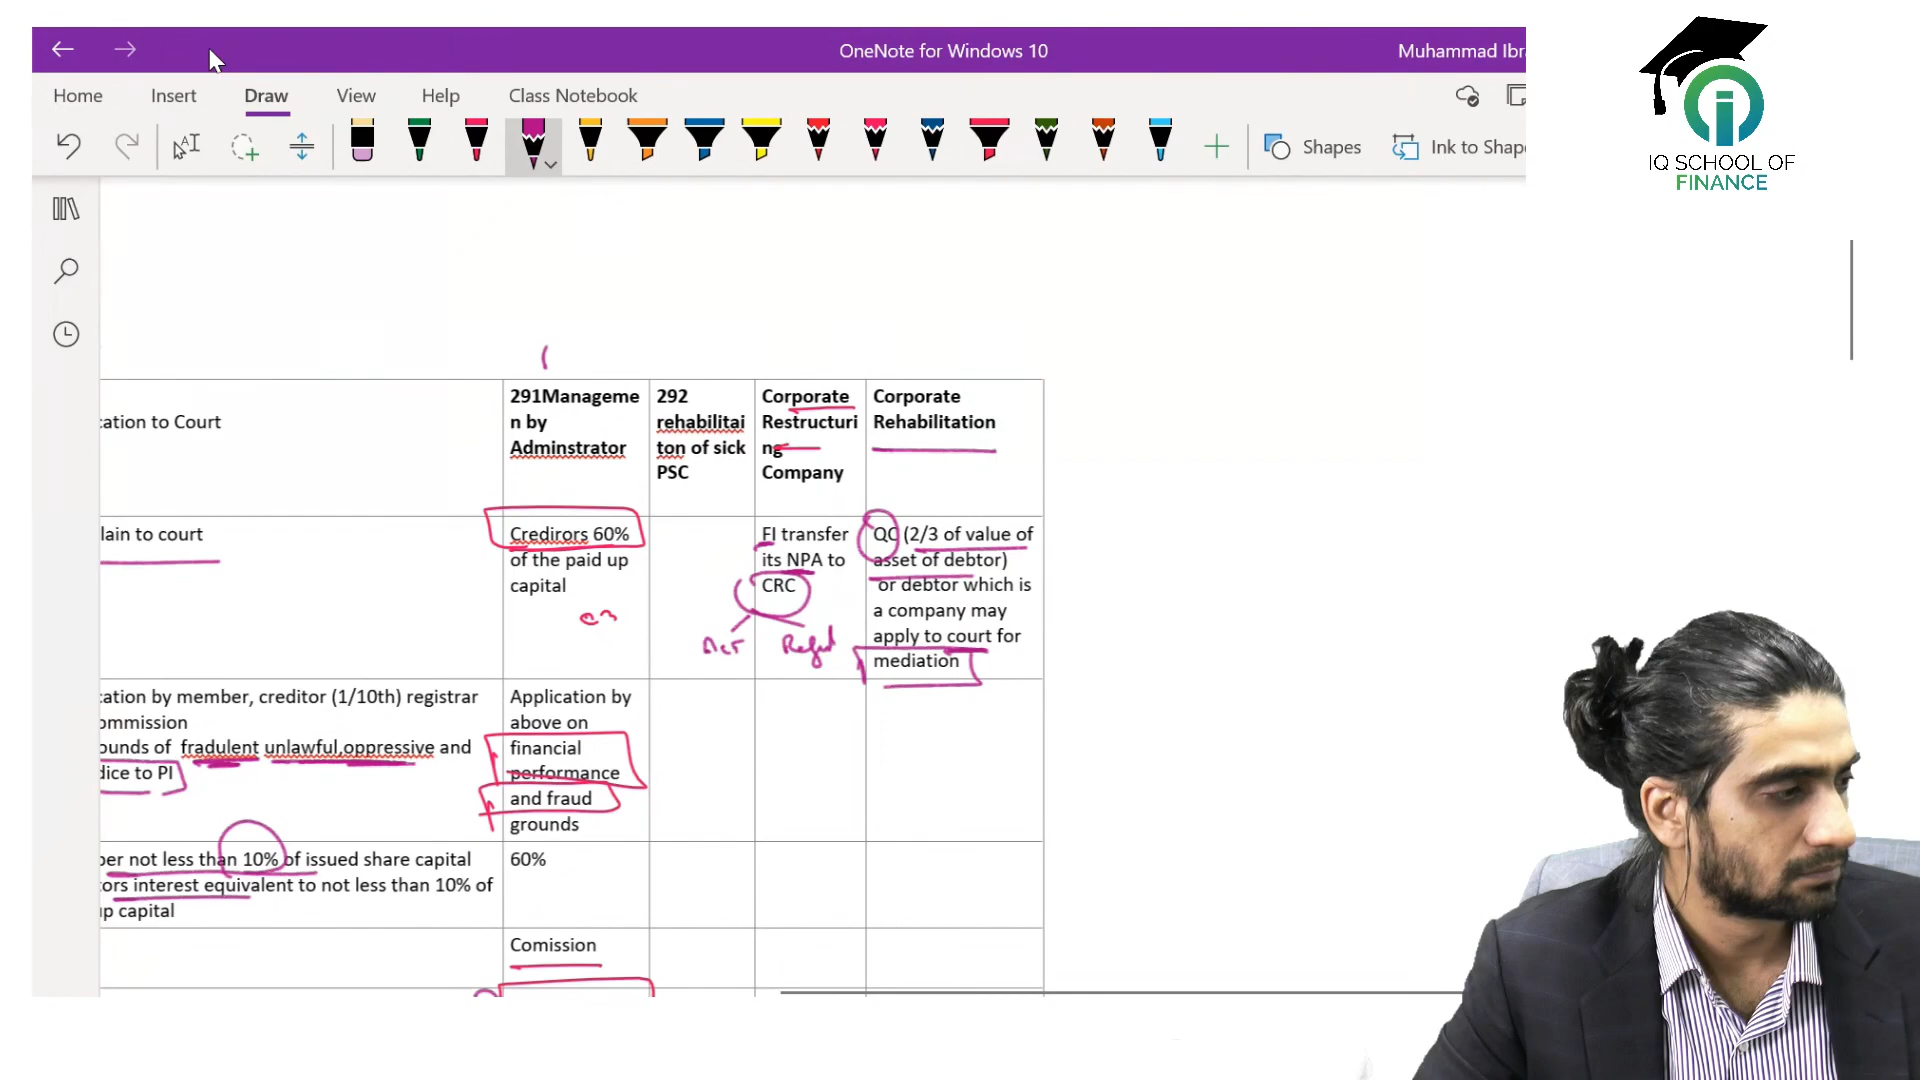 OneNote for Windows 10
Muhammad Ibr
Home Insert Draw View Help Class Notebook
Shapes
Ink to Shap
IQ SCHOOL OF
FINANCE
cation to Court
291Manageme
n by
Adminstrator
292
rehabilitai
ton of sick
PSC
Corporate
Restructuri
ng
Company
Corporate
Rehabilitation
lain to court
Credirors 60%
of the paid up
capital
FI transfer
its NPA to
CRC
QC (2/3 of value of
asset of debtor)
or debtor which is
a company may
apply to court for
mediation
cation by member, creditor (1/10th) registrar
ommission
ounds of fradulent unlawful,oppressive and
dice to PI
Application by
above on
financial
performance
and fraud
grounds
ber not less than 10% of issued share capital
tors interest equivalent to not less than 10% of
up capital
60%
Comission